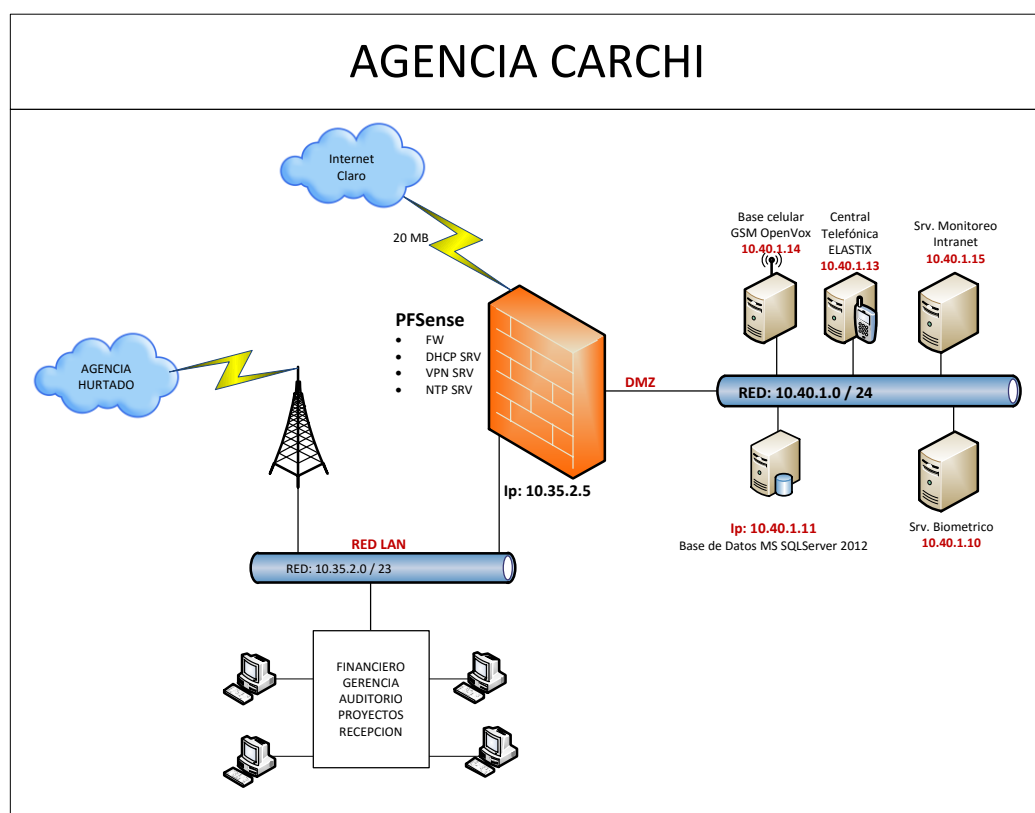 AGENCIA CARCHI
Internet
Claro
20 MB
Base celular
GSM OpenVox
10.40.1.14
Central
Telefónica
ELASTIX
10.40.1.13
Srv. Monitoreo
Intranet
10.40.1.15
PFSense
• FW
• DHCP SRV
• VPN SRV
• NTP SRV
AGENCIA
HURTADO
DMZ
RED: 10.40.1.0 / 24
Ip: 10.35.2.5
Ip: 10.40.1.11
Base de Datos MS SQLServer 2012
Srv. Biometrico
10.40.1.10
RED LAN
RED: 10.35.2.0 / 23
FINANCIERO
GERENCIA
AUDITORIO
PROYECTOS
RECEPCION